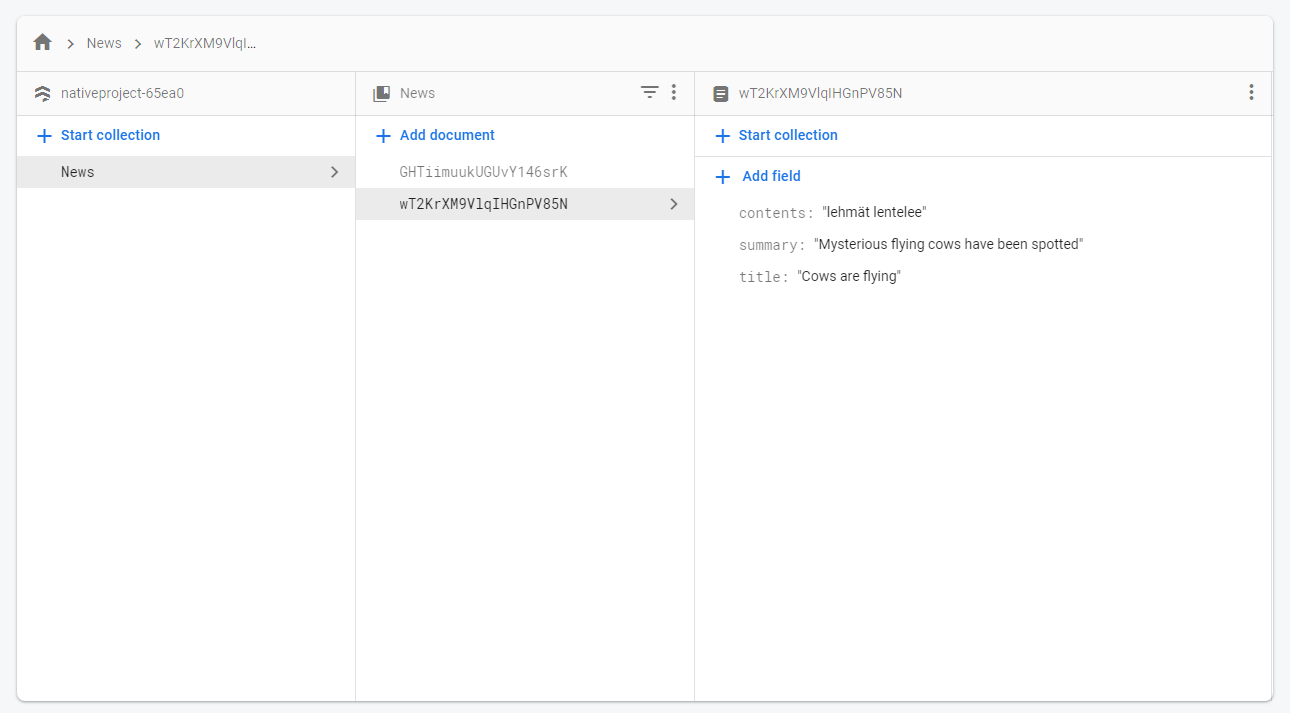 News
wT2KrXM9VlqI...
nativeproject-65ea0
Start collection
News
News
Add document
GHTiimuukUGUvY146srK
wT2KrXM9VlqIHGnPV85N
wT2KrXM9VlqIHGnPV85N
Start collection
Add field
contents: "lehmät lentelee"
summary: "Mysterious flying cows have been spotted"
title: "Cows are flying"